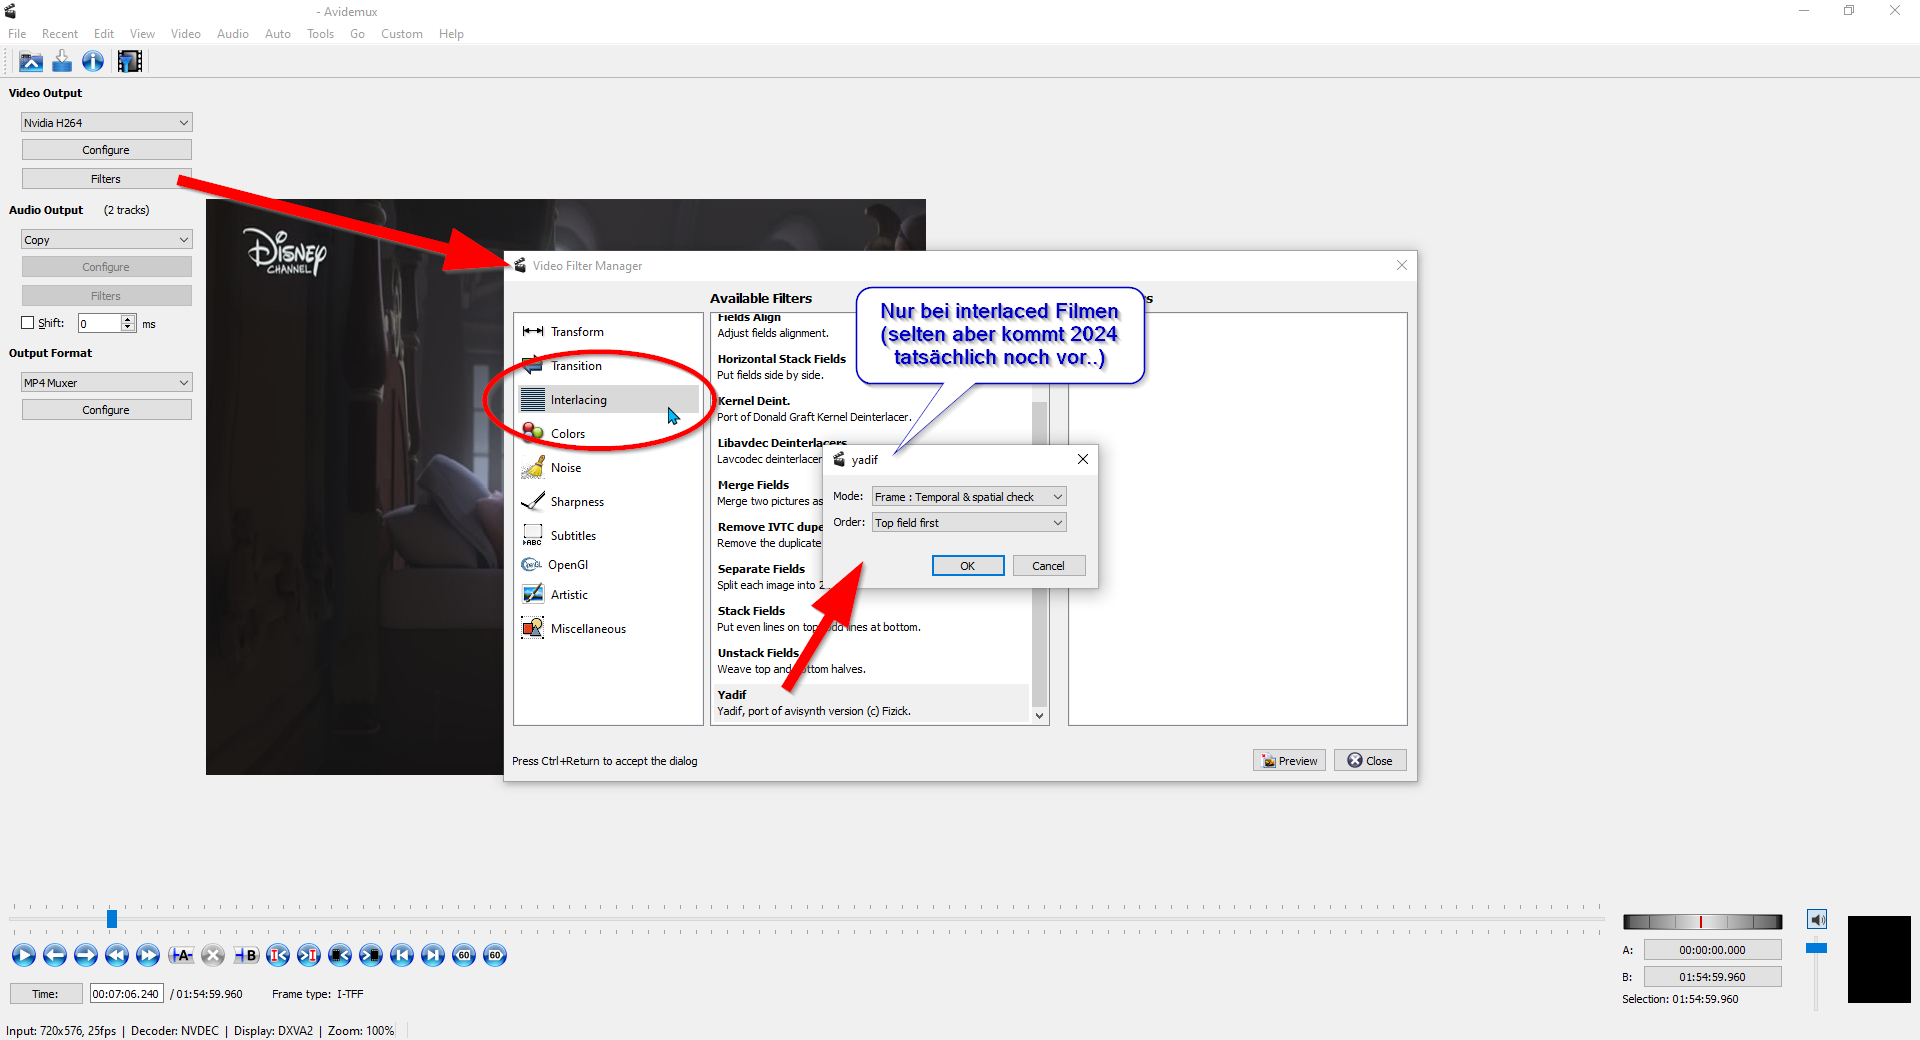 - Avidemux
File Recent Edit View Video Audio Auto Tools Go Custom Help
Video Output
Nvidia H264
Configure
Filters
Audio Output (2 tracks)
Copy
Configure
Filters
Shift: 0 ms
Output Format
MP4 Muxer
Configure
Disney
CHANNEL
Video Filter Manager
Transform
Transition
Interlacing
Colors
Noise
Sharpness
ABC
Subtitles
OpenGL
OpenGl
Artistic
Miscellaneous
Available Filters
Fields Align
Adjust fields alignment.
Horizontal Stack Fields
Put fields side by side.
Kernel Deint.
Port of Donald Graft Kernel Deinterlacer.
Libavdec Deinterlacers
Lavcodec deinterlacer
Merge Fields
Merge two pictures as
Remove IVTC dupe
Remove the duplicate
Separate Fields
Split each image into 2
Stack Fields
Put even lines on top, odd lines at bottom.
Unstack Fields
Weave top and bottom halves.
Yadif
Yadif, port of avisynth version (c) Fizick.
Nur bei interlaced Filmen
(selten aber kommt 2024
tatsächlich noch vor..)
yadif
Mode: Frame : Temporal & spatial check
Order: Top field first
OK Cancel
Press Ctrl+Return to accept the dialog
Preview Close
A B 60 60
Time: 00:07:06.240 / 01:54:59.960 Frame type: I-TFF
A: 00:00:00.000
B: 01:54:59.960
Selection: 01:54:59.960
Input: 720x576, 25fps | Decoder: NVDEC | Display: DXVA2 | Zoom: 100%